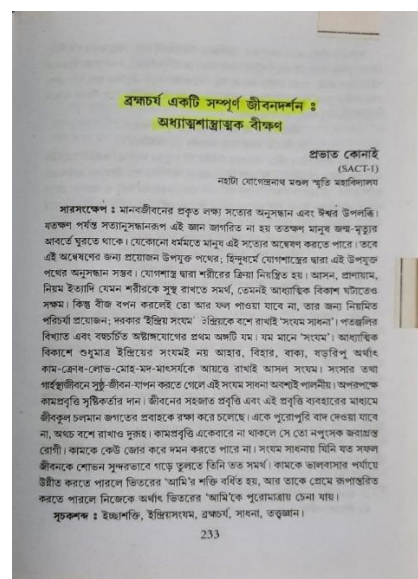 ব্রহ্মচর্য একটি সম্পূর্ণ জীবনদর্শন :
অধ্যাত্মশাস্ত্রাত্মক বীক্ষণ
প্রভাত কোনাই
(SACT-1)
নহাটা যোগেন্দ্রনাথ মণ্ডল স্মৃতি মহাবিদ্যালয়
সারসংক্ষেপ : মানবজীবনের প্রকৃত লক্ষ্য সত্যের অনুসন্ধান এবং ঈশ্বর উপলব্ধি।
যতক্ষণ পর্যন্ত সত্যানুসন্ধানরূপ এই জ্ঞান জাগরিত না হয় ততক্ষণ মানুষ জন্ম-মৃত্যুর
আবর্তে ঘুরতে থাকে। যেকোনো ধর্মমতে মানুষ এই সত্যের অন্বেষণ করতে পারে। তবে
এই অন্বেষণের জন্য প্রয়োজন উপযুক্ত পথের; হিন্দুধর্মে যোগশাস্ত্রের দ্বারা এই উপযুক্ত
পথের অনুসন্ধান সম্ভব। যোগশাস্ত্র দ্বারা শরীরের ক্রিয়া নিয়ন্ত্রিত হয়। আসন, প্রাণায়াম,
নিয়ম ইত্যাদি যেমন শরীরকে সুস্থ রাখতে সমর্থ, তেমনই আধ্যাত্মিক বিকাশ ঘটাতেও
সক্ষম। কিন্তু বীজ বপন করলেই তো আর ফল পাওয়া যাবে না, তার জন্য নিয়মিত
পরিচর্যা প্রয়োজন; দরকার 'ইন্দ্রিয় সংযম' ইন্দ্রিয়কে বশে রাখাই 'সংযম সাধনা'। পতঞ্জলির
বিখ্যাত এবং বহুচর্চিত অষ্টাঙ্গযোগের প্রথম অঙ্গটি যম। যম মানে 'সংযম'। আধ্যাত্মিক
বিকাশে শুধুমাত্র ইন্দ্রিয়ের সংযমই নয় আহার, বিহার, বাক্য, ষড়রিপু অর্থাৎ
কাম-ক্রোধ-লোভ-মোহ-মদ-মাৎসর্যকে আয়ত্তে রাখাই আসল সংযম। সংসার তথা
গার্হস্থ্যজীবনে সুষ্ঠু-জীবন-যাপন করতে গেলে এই সংযম সাধনা অবশ্যই পালনীয়। অপরপক্ষে
কামপ্রবৃত্তি সৃষ্টিকর্তার দান। জীবনের সহজাত প্রবৃত্তি এবং এই প্রবৃত্তি ব্যবহারের মাধ্যমে
জীবকুল চলমান জগতের প্রবাহকে রক্ষা করে চলেছে। একে পুরোপুরি বাদ দেওয়া যাবে
না, অথচ বশে রাখাও দুরূহ। কামপ্রবৃত্তি একেবারে না থাকলে সে তো নপুংসক জরাগ্রস্ত
রোগী। কামকে কেউ জোর করে দমন করতে পারে না। সংযম সাধনায় যিনি যত সফল
জীবনকে শোভন সুন্দরভাবে গড়ে তুলতে তিনি তত সমর্থ। কামকে ভালবাসার পর্যায়ে
উন্নীত করতে পারলে ভিতরের 'আমি'র শক্তি বর্ধিত হয়, আর তাকে প্রেমে রূপান্তরিত
করতে পারলে নিজেকে অর্থাৎ ভিতরের 'আমি'কে পুরোমাত্রায় চেনা যায়।
সূচকশব্দ : ইচ্ছাশক্তি, ইন্দ্রিয়সংযম, ব্রহ্মচর্য, সাধনা, তত্ত্বজ্ঞান।
233